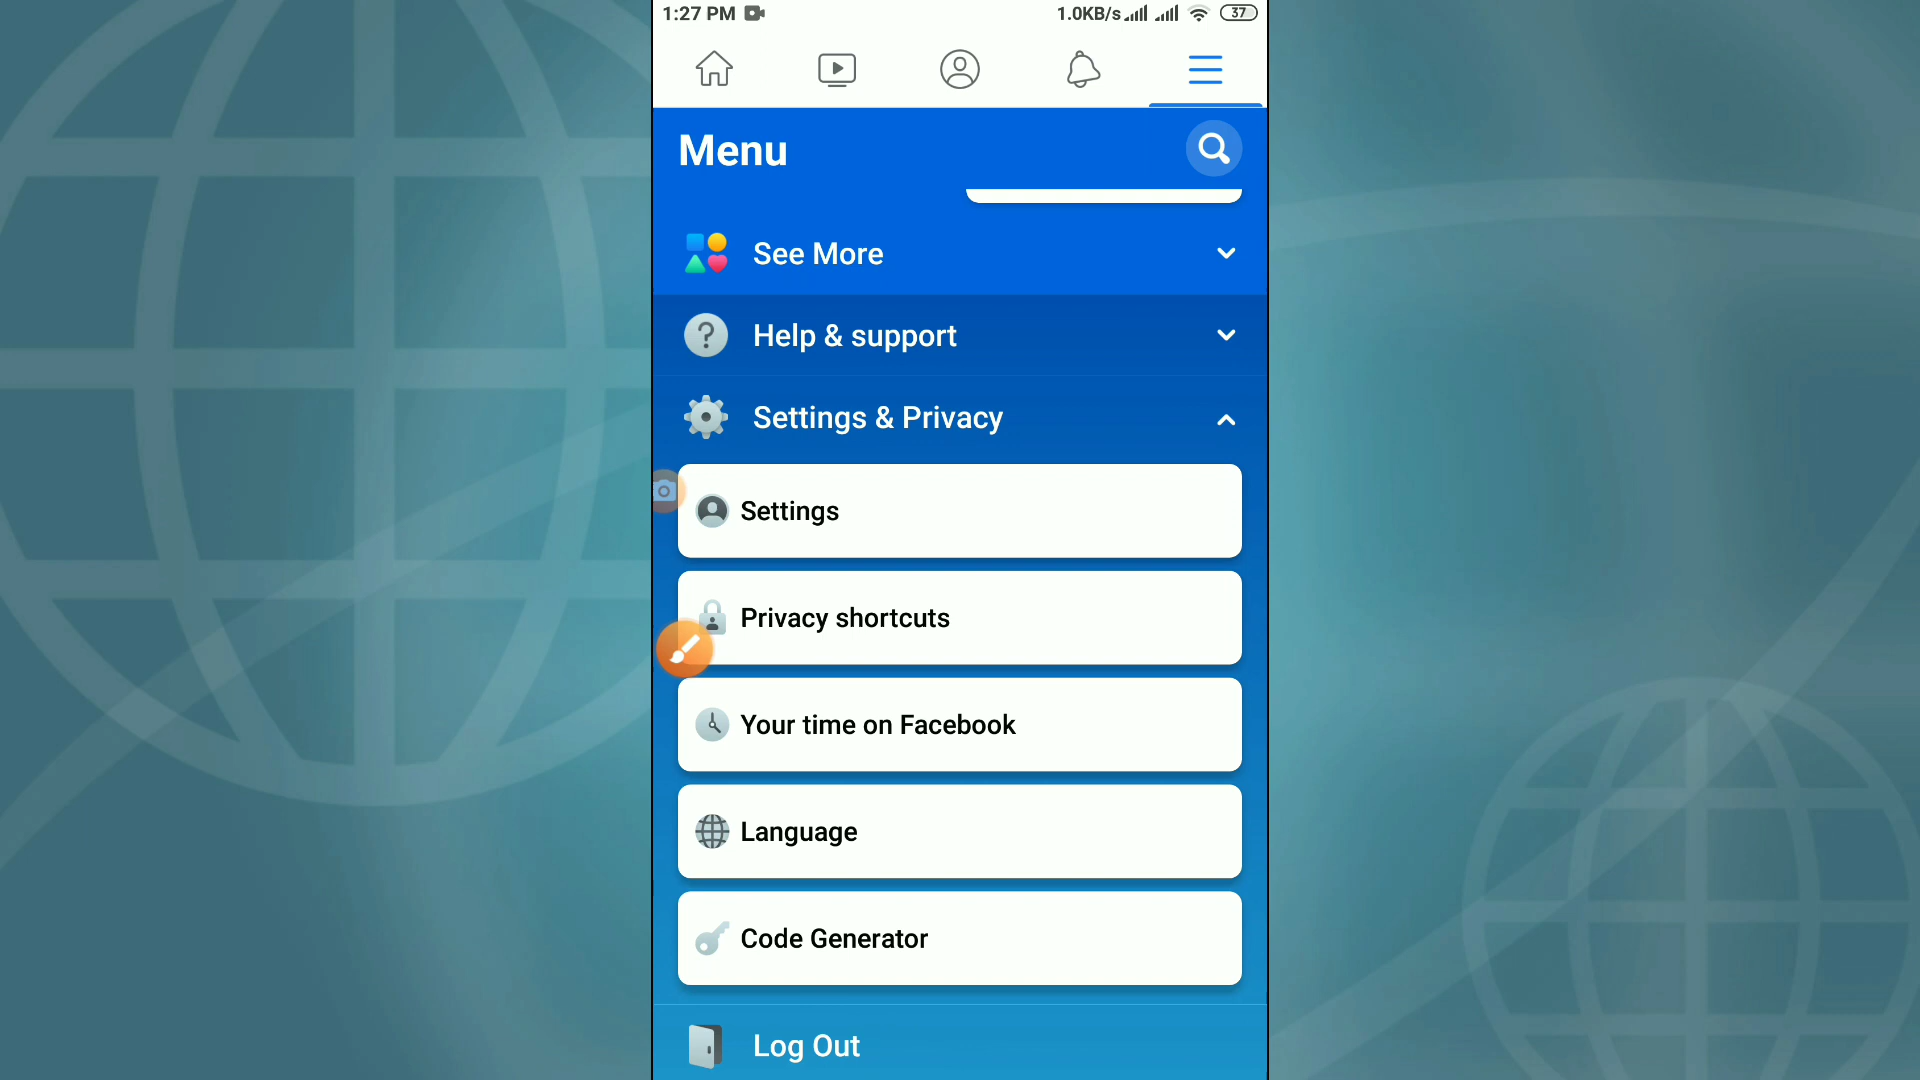 1:27 PM 1.0KB/s 37
Menu
See More
Help & support
Settings & Privacy
Settings
Privacy shortcuts
Your time on Facebook
Language
Code Generator
Log Out